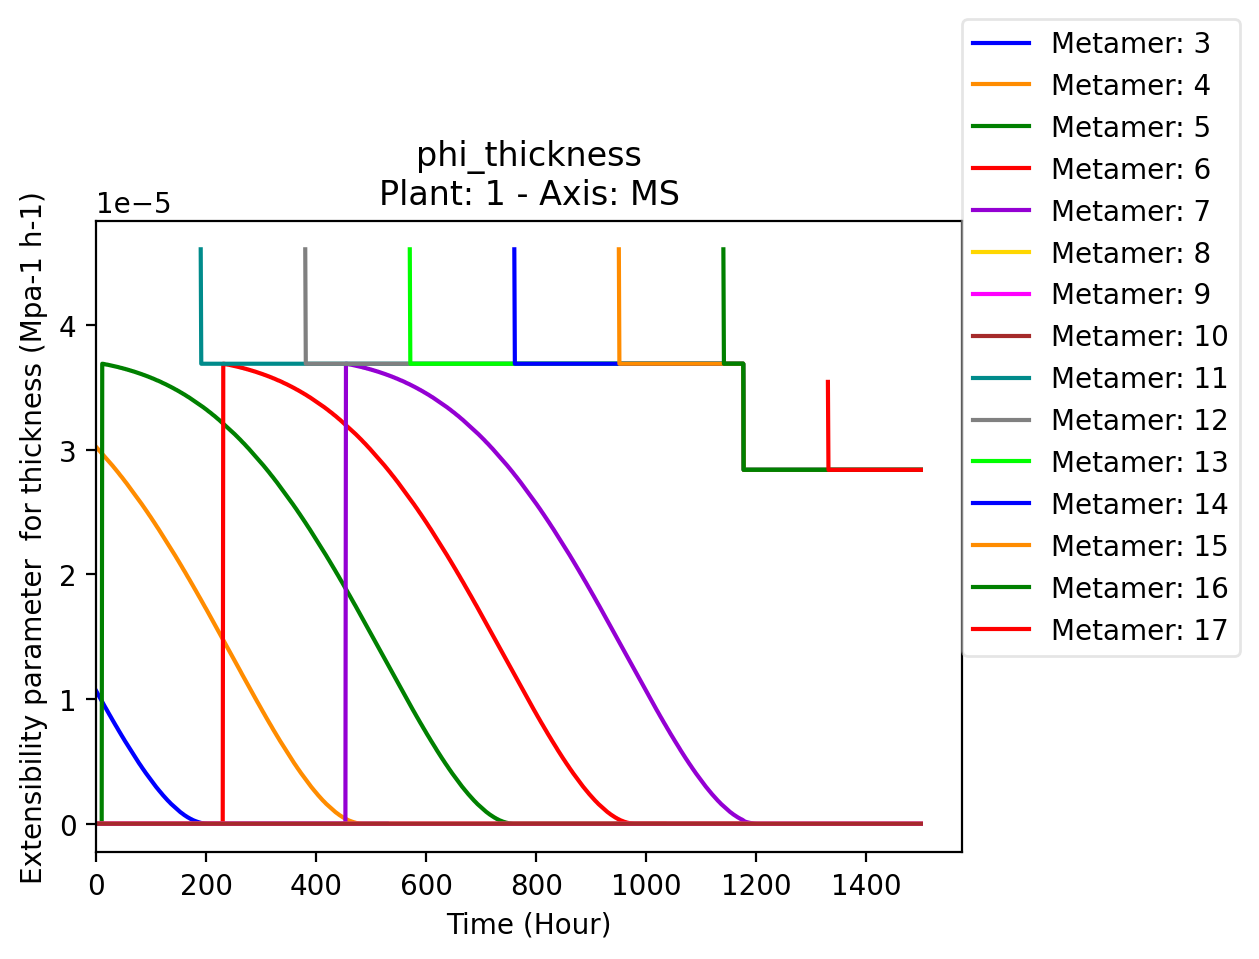 phi_thickness
Plant: 1 - Axis: MS
1e−5
Extensibility parameter  for thickness (Mpa-1 h-1)
4
3
2
1
0
0 200 400 600 800 1000 1200 1400
Time (Hour)
Metamer: 3
Metamer: 4
Metamer: 5
Metamer: 6
Metamer: 7
Metamer: 8
Metamer: 9
Metamer: 10
Metamer: 11
Metamer: 12
Metamer: 13
Metamer: 14
Metamer: 15
Metamer: 16
Metamer: 17